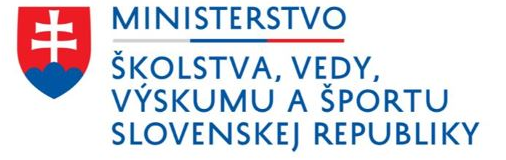 MINISTERSTVO
ŠKOLSTVA, VEDY,
VÝSKUMU A ŠPORTU
SLOVENSKEJ REPUBLIKY